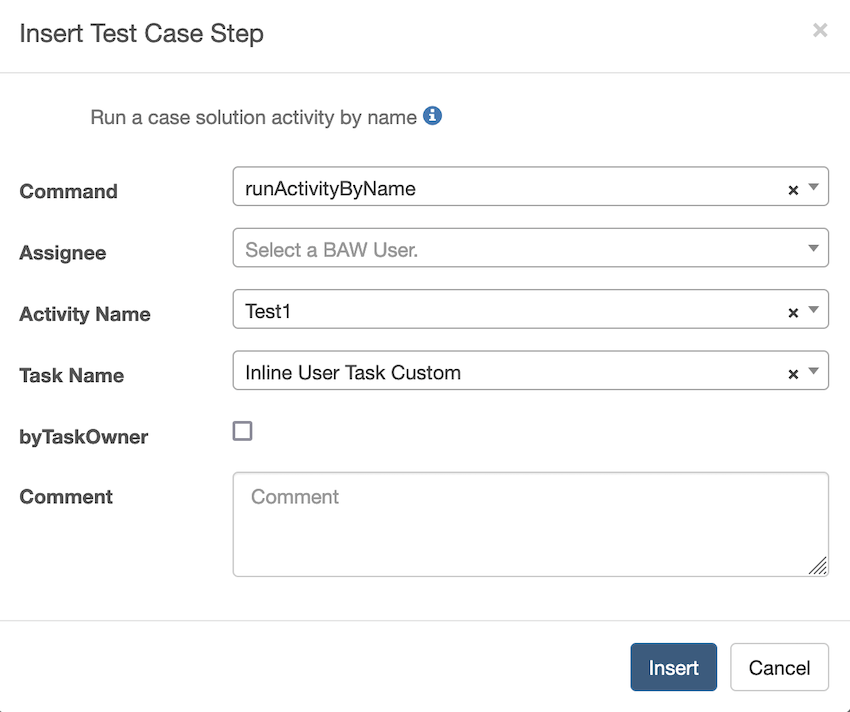 Insert Test Case Step
×
Run a case solution activity by name
Command
runActivityByName
×
Assignee
Select a BAW User.
Activity Name
Test1
×
Task Name
Inline User Task Custom
×
byTaskOwner
Comment
Comment
Insert
Cancel